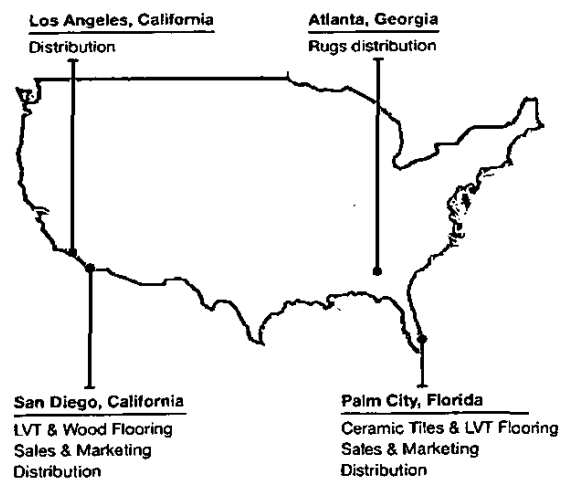 Los Angeles, California
Distribution
Atlanta, Georgia
Rugs distribution
San Diego, California
LVT & Wood Flooring
Sales & Marketing
Distribution
Palm City, Florida
Ceramic Tiles & LVT Flooring
Sales & Marketing
Distribution